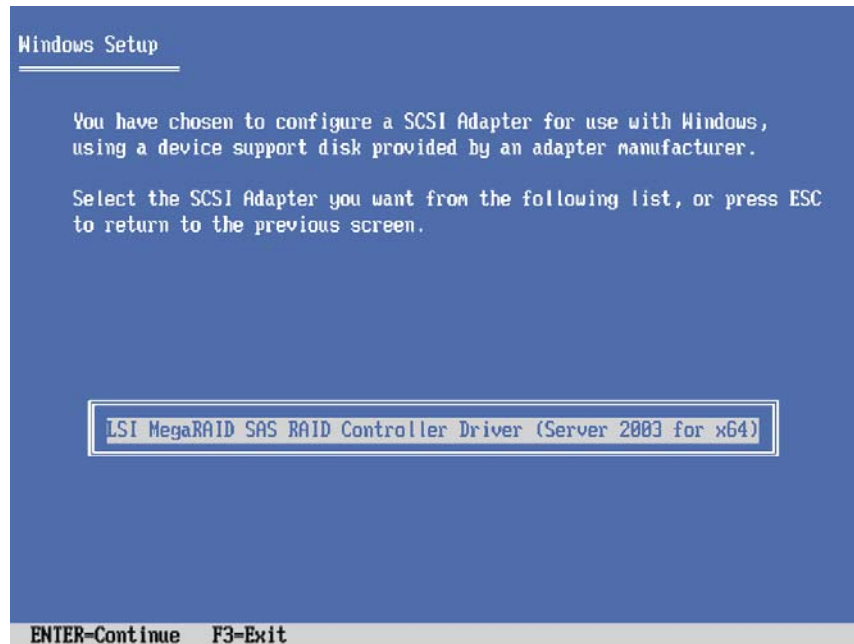 Windows Setup
You have chosen to configure a SCSI Adapter for use with Windows,
using a device support disk provided by an adapter manufacturer.
Select the SCSI Adapter you want from the following list, or press ESC
to return to the previous screen.
LSI MegaRAID SAS RAID Controller Driver (Server 2003 for x64)
ENTER=Continue F3=Exit